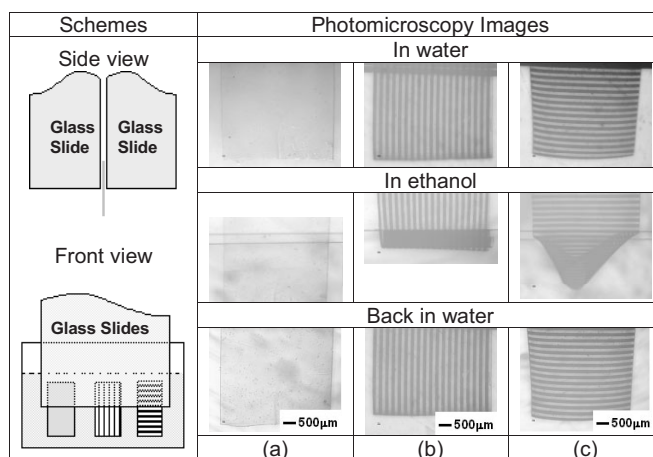 Schemes
Photomicroscopy Images
Side view
Glass Slide
Glass Slide
Front view
Glass Slides
In water
In ethanol
Back in water
500μm
500μm
500μm
(a)
(b)
(c)